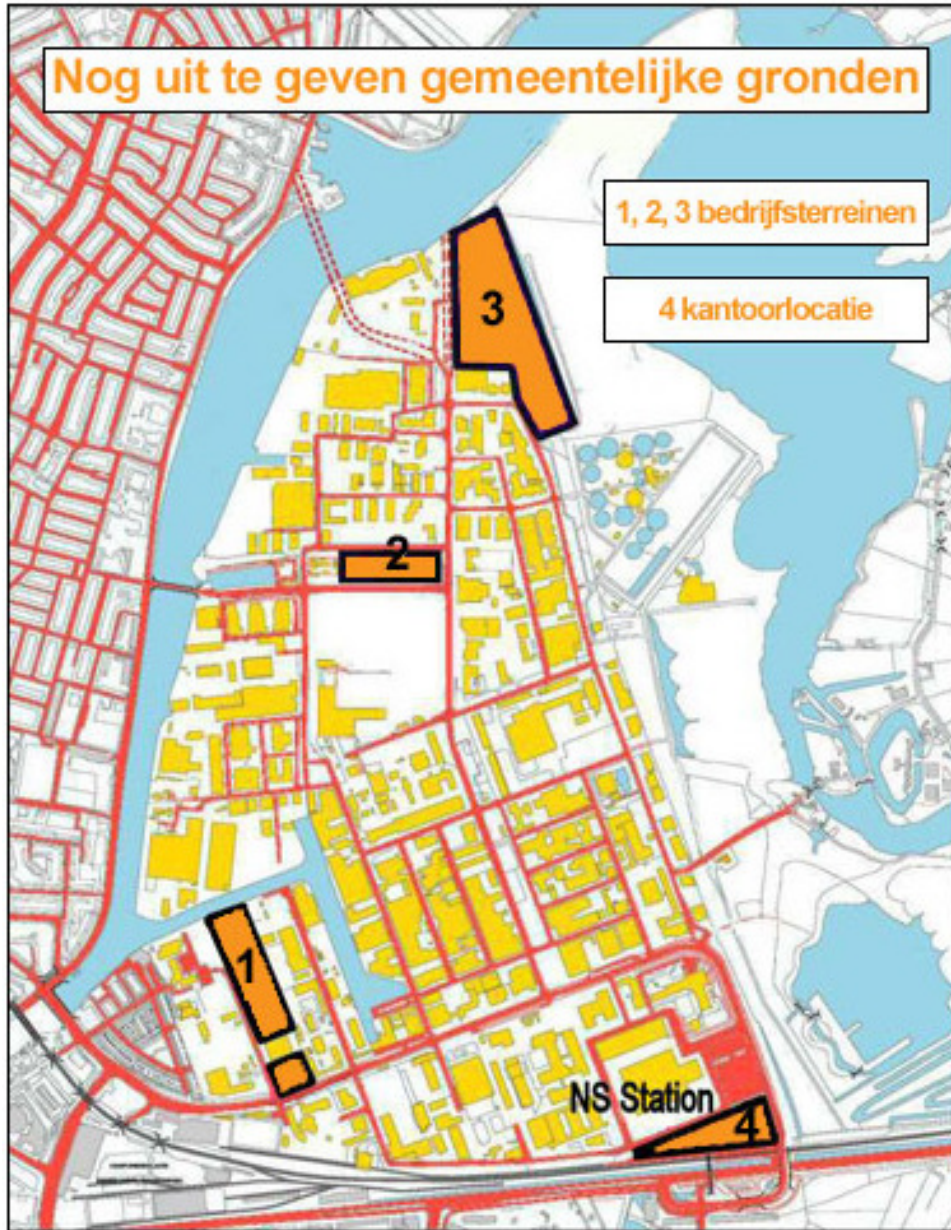 Nog uit te geven gemeentelijke gronden
1, 2, 3 bedrijfsterreinen
4 kantoorlocatie
3
2
1
NS Station
4